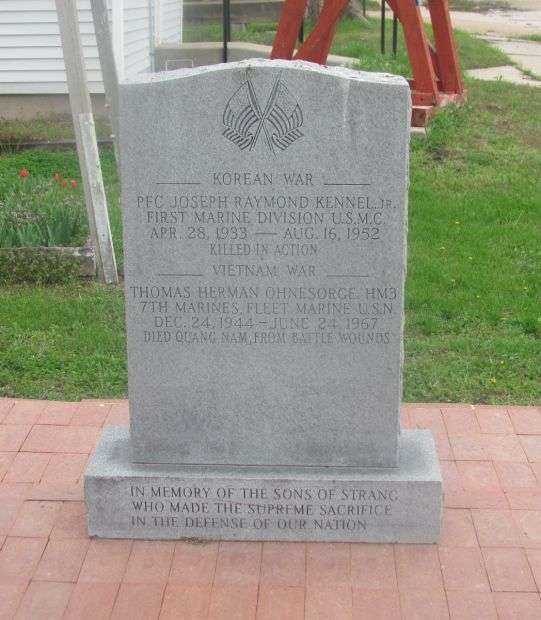 KOREAN WAR
PFC JOSEPH RAYMOND KENNEL, JR.
FIRST MARINE DIVISION U.S.M.C.
APR. 28, 1933 — AUG. 16, 1952
KILLED IN ACTION
VIETNAM WAR
THOMAS HERMAN OHNESORGE HM3
7TH MARINES, FLEET MARINE U.S.N.
DEC. 24, 1944 – JUNE 24, 1967
DIED QUANG NAM, FROM BATTLE WOUNDS
IN MEMORY OF THE SONS OF STRANG
WHO MADE THE SUPREME SACRIFICE
IN THE DEFENSE OF OUR NATION